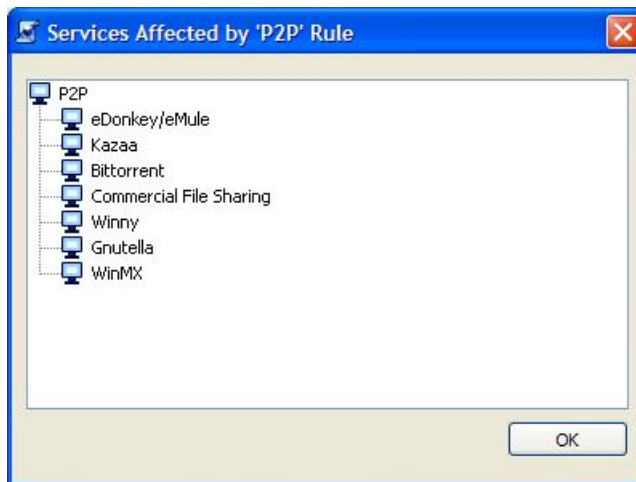 Services Affected by 'P2P' Rule
P2P
eDonkey/eMule
Kazaa
Bittorrent
Commercial File Sharing
Winny
Gnutella
WinMX
OK